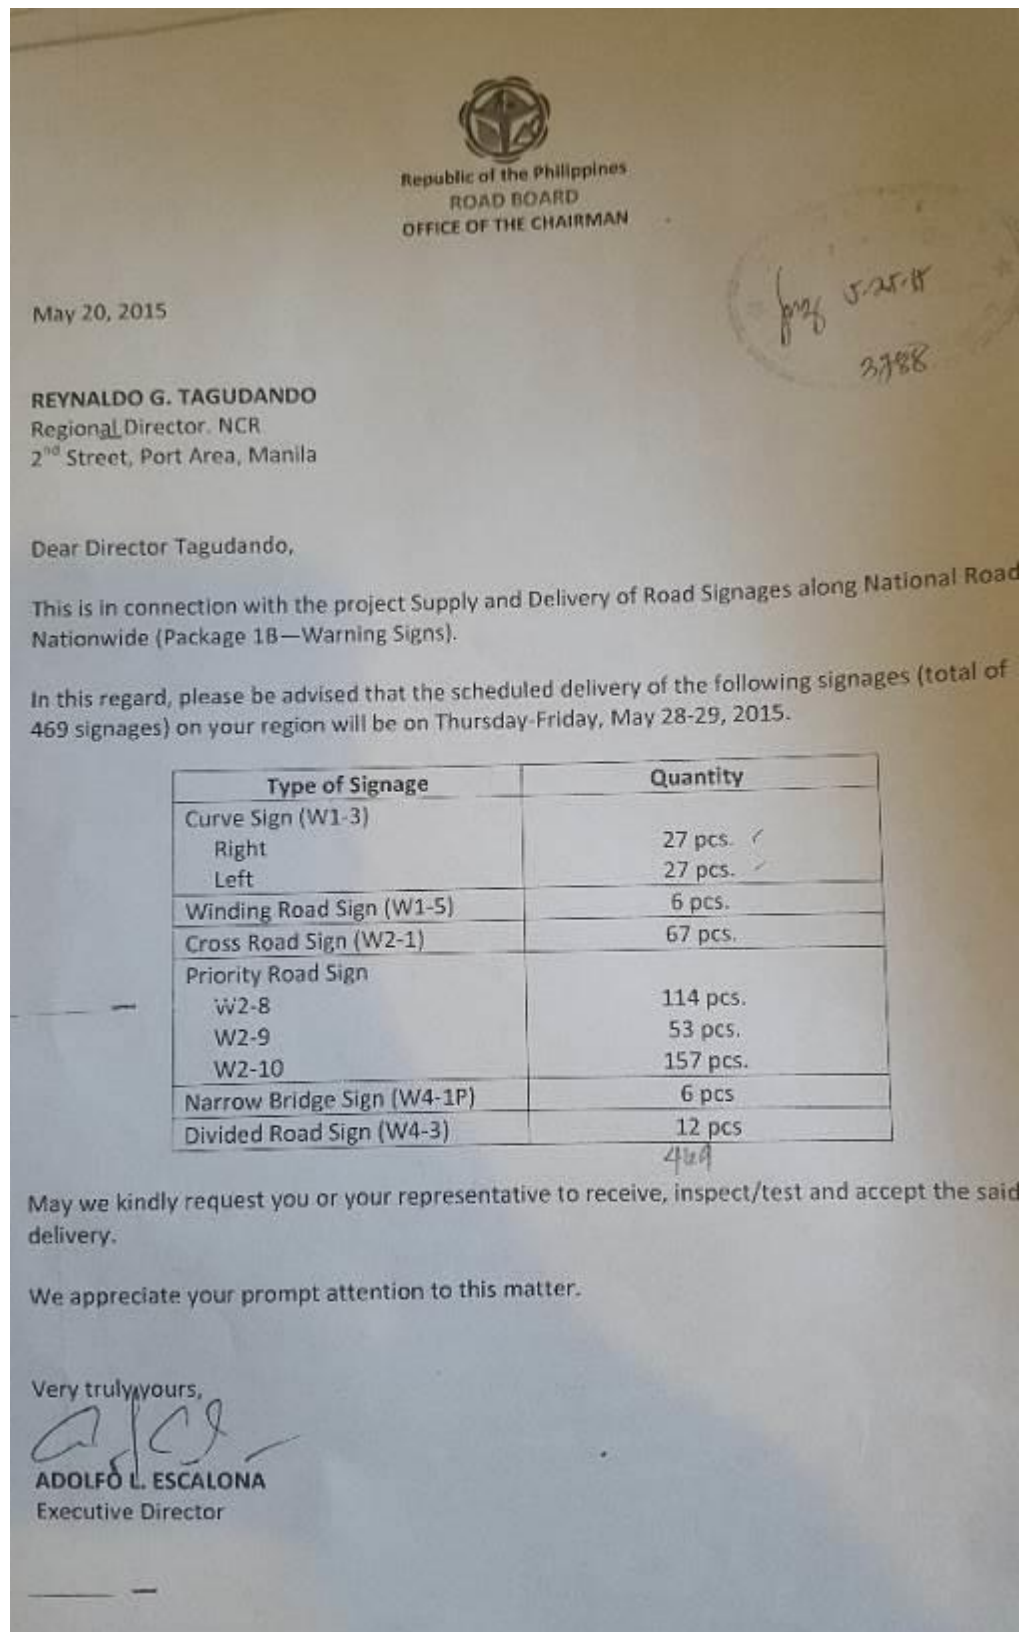 Republic of the Philippines
ROAD BOARD
OFFICE OF THE CHAIRMAN
5-25-15
3788
May 20, 2015
REYNALDO G. TAGUDANDO
Regional Director. NCR
2nd Street, Port Area, Manila
Dear Director Tagudando,
This is in connection with the project Supply and Delivery of Road Signages along National Road
Nationwide (Package 1B—Warning Signs).
In this regard, please be advised that the scheduled delivery of the following signages (total of
469 signages) on your region will be on Thursday-Friday, May 28-29, 2015.
Type of Signage Quantity
Curve Sign (W1-3)
Right 27 pcs.
Left 27 pcs.
Winding Road Sign (W1-5) 6 pcs.
Cross Road Sign (W2-1) 67 pcs.
Priority Road Sign
W2-8 114 pcs.
W2-9 53 pcs.
W2-10 157 pcs.
Narrow Bridge Sign (W4-1P) 6 pcs
Divided Road Sign (W4-3) 12 pcs
469
May we kindly request you or your representative to receive, inspect/test and accept the said
delivery.
We appreciate your prompt attention to this matter.
Very truly yours,
ADOLFO L. ESCALONA
Executive Director